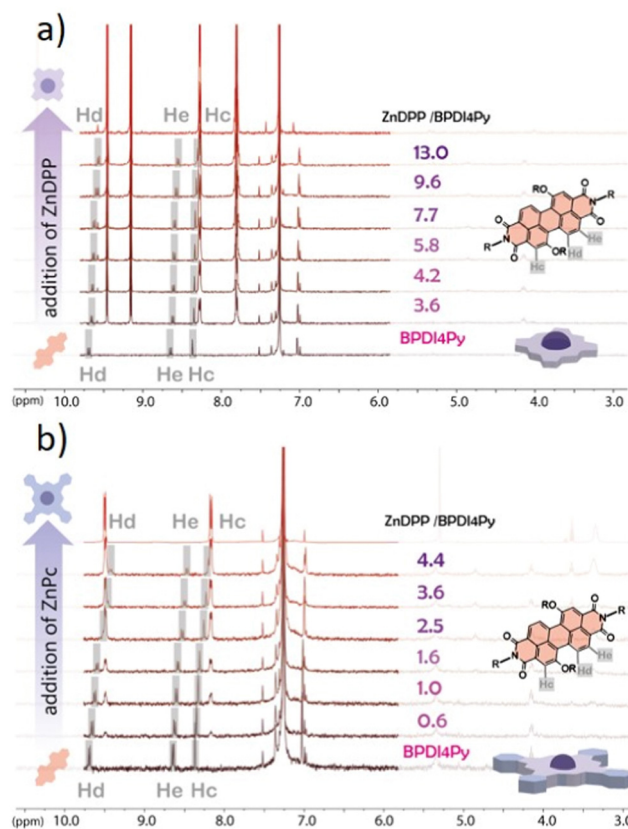 a)
Hd He Hc
ZnDPP /BPDI4Py
13.0
9.6
7.7
5.8
4.2
3.6
BPDI4Py
addition of ZnDPP
RO
O
N-R
O
He
Hd
OR
Hc
O
R-N
O
Hd He Hc
(ppm) 10.0 9.0 8.0 7.0 6.0 5.0 4.0 3.0
b)
Hd He Hc
ZnDPP /BPDI4Py
4.4
3.6
2.5
1.6
1.0
0.6
BPDI4Py
addition of ZnPc
RO
O
N-R
O
He
Hd
OR
Hc
O
R-N
O
Hd He Hc
(ppm) 10.0 9.0 8.0 7.0 6.0 5.0 4.0 3.0